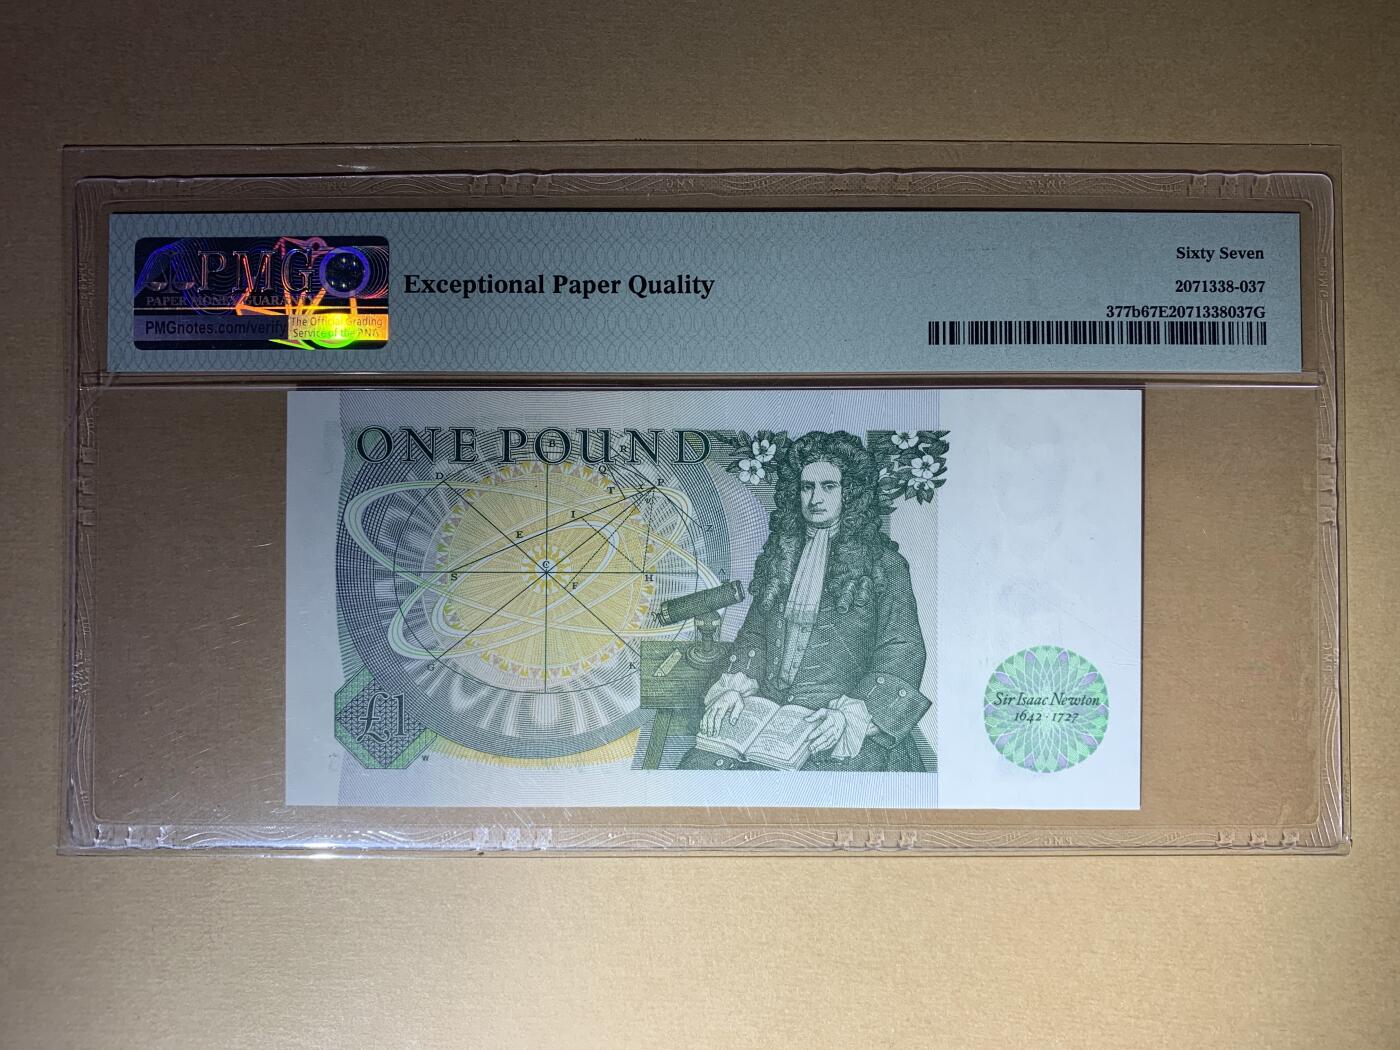 PMG
PAPER MONEY GUARANTY
PMGnotes.com/verify
The Official Grading
Service of the PNG
Exceptional Paper Quality
Sixty Seven
2071338-037
377b67E2071338037G
ONE POUND
B
R
Q
D
P
T
X
I
Z
E
C
S
F
H
G
K
£1
W
Sir Isaac Newton
1642 · 1727